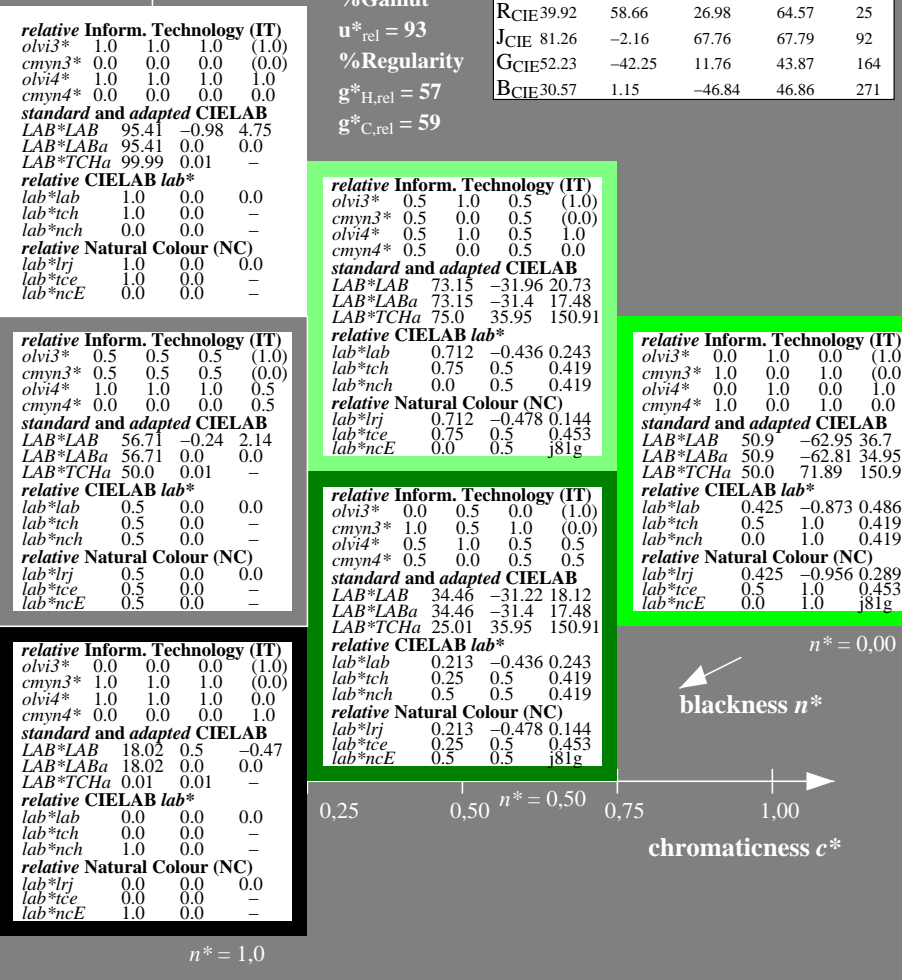 %Gamut
u*rel = 93
%Regularity
g*H,rel = 57
g*C,rel = 59
RCIE 39.92 58.66 26.98 64.57 25
JCIE 81.26 −2.16 67.76 67.79 92
GCIE 52.23 −42.25 11.76 43.87 164
BCIE 30.57 1.15 −46.84 46.86 271
relative Inform. Technology (IT)
olvi3* 1.0 1.0 1.0 (1.0)
cmyn3* 0.0 0.0 0.0 (0.0)
olvi4* 1.0 1.0 1.0 1.0
cmyn4* 0.0 0.0 0.0 0.0
standard and adapted CIELAB
LAB*LAB 95.41 −0.98 4.75
LAB*LABa 95.41 0.0 0.0
LAB*TCHa 99.99 0.01 –
relative CIELAB lab*
lab*lab 1.0 0.0 0.0
lab*tch 1.0 0.0 –
lab*nch 0.0 0.0 –
relative Natural Colour (NC)
lab*lrj 1.0 0.0 0.0
lab*tce 1.0 0.0 –
lab*ncE 0.0 0.0 –
relative Inform. Technology (IT)
olvi3* 0.5 1.0 0.5 (1.0)
cmyn3* 0.5 0.0 0.5 (0.0)
olvi4* 0.5 1.0 0.5 1.0
cmyn4* 0.5 0.0 0.5 0.0
standard and adapted CIELAB
LAB*LAB 73.15 −31.96 20.73
LAB*LABa 73.15 −31.4 17.48
LAB*TCHa 75.0 35.95 150.91
relative CIELAB lab*
lab*lab 0.712 −0.436 0.243
lab*tch 0.75 0.5 0.419
lab*nch 0.0 0.5 0.419
relative Natural Colour (NC)
lab*lrj 0.712 −0.478 0.144
lab*tce 0.75 0.5 0.453
lab*ncE 0.0 0.5 j81g
relative Inform. Technology (IT)
olvi3* 0.5 0.5 0.5 (1.0)
cmyn3* 0.5 0.5 0.5 (0.0)
olvi4* 1.0 1.0 1.0 0.5
cmyn4* 0.0 0.0 0.0 0.5
standard and adapted CIELAB
LAB*LAB 56.71 −0.24 2.14
LAB*LABa 56.71 0.0 0.0
LAB*TCHa 50.0 0.01 –
relative CIELAB lab*
lab*lab 0.5 0.0 0.0
lab*tch 0.5 0.0 –
lab*nch 0.5 0.0 –
relative Natural Colour (NC)
lab*lrj 0.5 0.0 0.0
lab*tce 0.5 0.0 –
lab*ncE 0.5 0.0 –
relative Inform. Technology (IT)
olvi3* 0.0 1.0 0.0 (1.0
cmyn3* 1.0 0.0 1.0 (0.0
olvi4* 0.0 1.0 0.0 1.0
cmyn4* 1.0 0.0 1.0 0.0
standard and adapted CIELAB
LAB*LAB 50.9 −62.95 36.7
LAB*LABa 50.9 −62.81 34.95
LAB*TCHa 50.0 71.89 150.9
relative CIELAB lab*
lab*lab 0.425 −0.873 0.486
lab*tch 0.5 1.0 0.419
lab*nch 0.0 1.0 0.419
relative Natural Colour (NC)
lab*lrj 0.425 −0.956 0.289
lab*tce 0.5 1.0 0.453
lab*ncE 0.0 1.0 j81g
relative Inform. Technology (IT)
olvi3* 0.0 0.5 0.0 (1.0)
cmyn3* 1.0 0.5 1.0 (0.0)
olvi4* 0.5 1.0 0.5 0.5
cmyn4* 0.5 0.0 0.5 0.5
standard and adapted CIELAB
LAB*LAB 34.46 −31.22 18.12
LAB*LABa 34.46 −31.4 17.48
LAB*TCHa 25.01 35.95 150.91
relative CIELAB lab*
lab*lab 0.213 −0.436 0.243
lab*tch 0.25 0.5 0.419
lab*nch 0.5 0.5 0.419
relative Natural Colour (NC)
lab*lrj 0.213 −0.478 0.144
lab*tce 0.25 0.5 0.453
lab*ncE 0.5 0.5 j81g
relative Inform. Technology (IT)
olvi3* 0.0 0.0 0.0 (1.0)
cmyn3* 1.0 1.0 1.0 (0.0)
olvi4* 1.0 1.0 1.0 0.0
cmyn4* 0.0 0.0 0.0 1.0
standard and adapted CIELAB
LAB*LAB 18.02 0.5 −0.47
LAB*LABa 18.02 0.0 0.0
LAB*TCHa 0.01 0.01 –
relative CIELAB lab*
lab*lab 0.0 0.0 0.0
lab*tch 0.0 0.0 –
lab*nch 1.0 0.0 –
relative Natural Colour (NC)
lab*lrj 0.0 0.0 0.0
lab*tce 0.0 0.0 –
lab*ncE 1.0 0.0 –
n* = 0,00
blackness n*
0,25 0,50 n* = 0,50 0,75 1,00
chromaticness c*
n* = 1,0